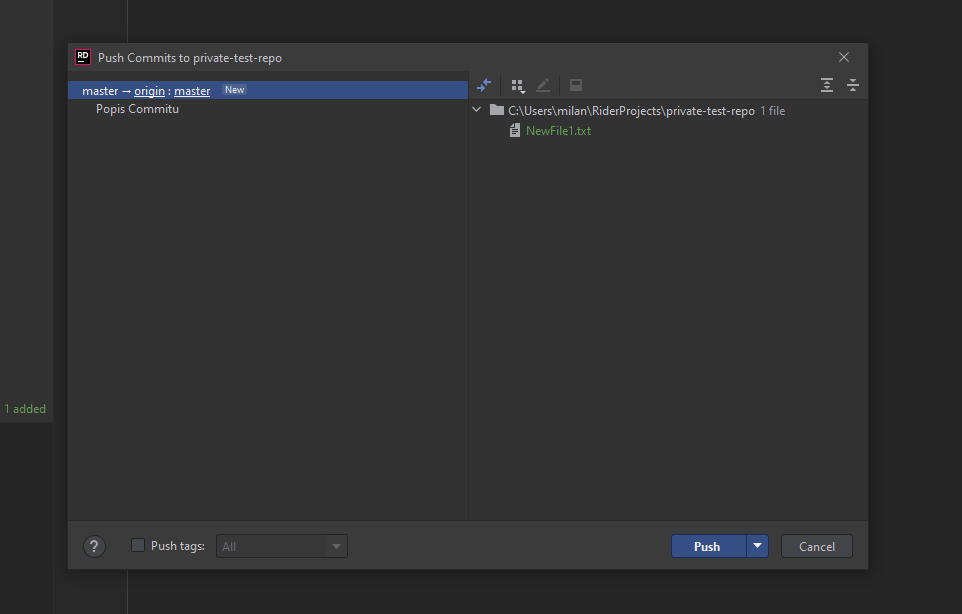 RD Push Commits to private-test-repo
master → origin : master New
Popis Commitu
C:\Users\milan\RiderProjects\private-test-repo 1 file
NewFile1.txt
1 added
? Push tags: All Push Cancel